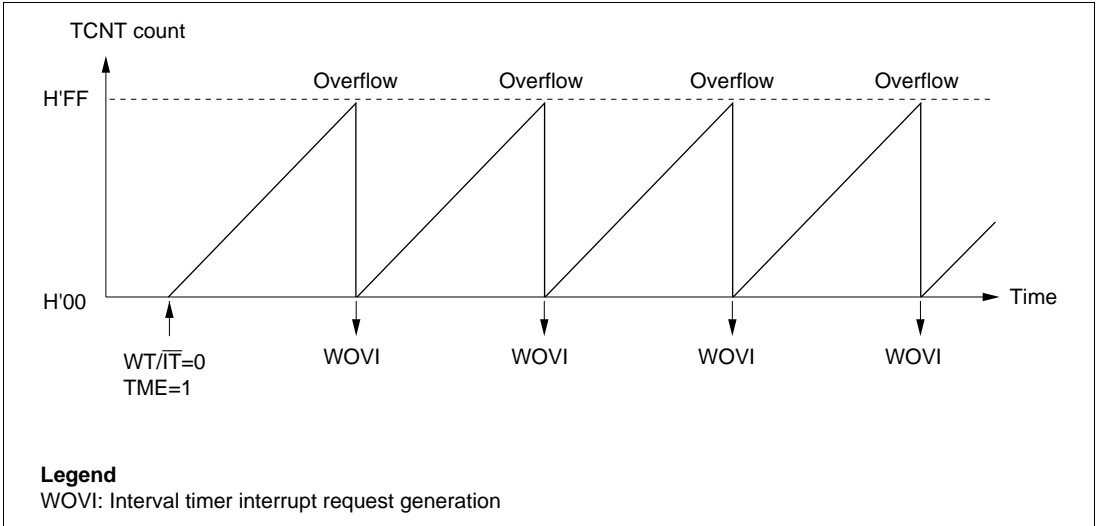 TCNT count
Overflow Overflow Overflow Overflow
H'FF
H'00
Time
WT/I̅T̅=0
TME=1
WOVI WOVI WOVI WOVI
Legend
WOVI: Interval timer interrupt request generation